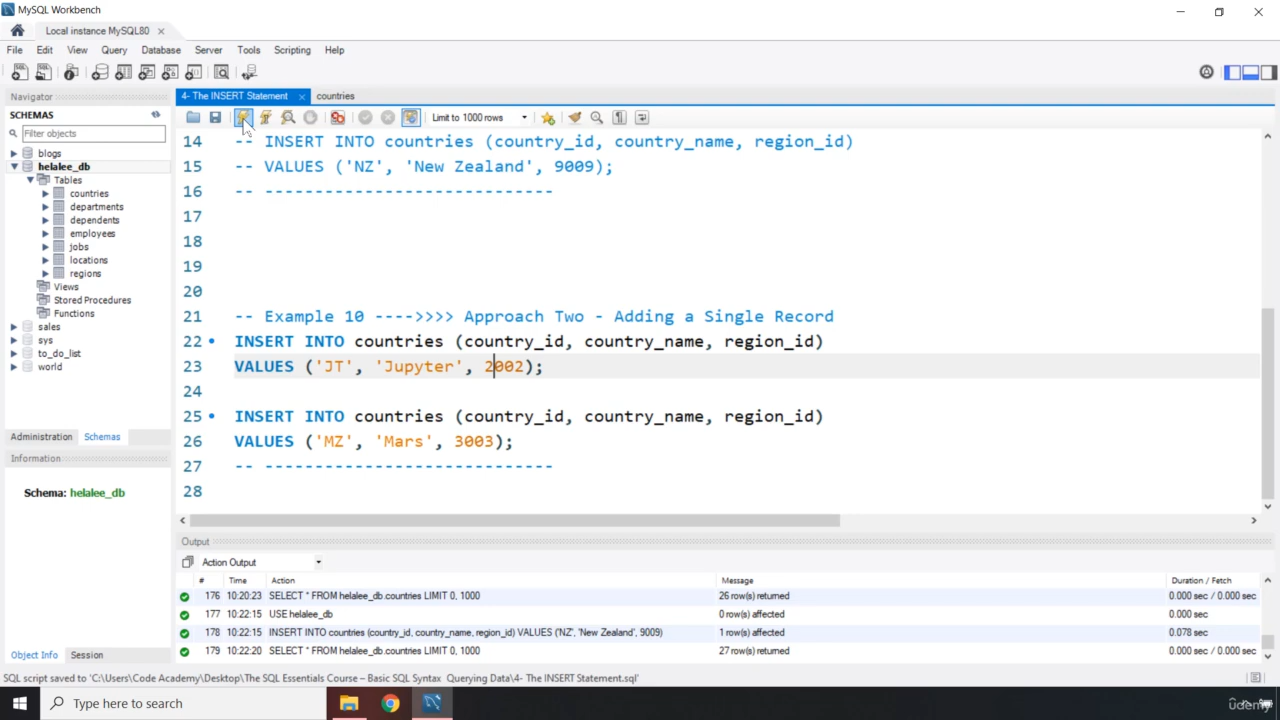 MySQL Workbench
Local instance MySQL80
File Edit View Query Database Server Tools Scripting Help
Navigator
SCHEMAS
Filter objects
blogs
helalee_db
Tables
countries
departments
dependents
employees
jobs
locations
regions
Views
Stored Procedures
Functions
sales
sys
to_do_list
world
Administration Schemas
Information
Schema: helalee_db
Object Info Session
4- The INSERT Statement countries
Limit to 1000 rows
14 -- INSERT INTO countries (country_id, country_name, region_id)
15 -- VALUES ('NZ', 'New Zealand', 9009);
16 -- -----------------------------
17
18
19
20
21 -- Example 10 ---->>>> Approach Two - Adding a Single Record
22 INSERT INTO countries (country_id, country_name, region_id)
23 VALUES ('JT', 'Jupyter', 2002);
24
25 INSERT INTO countries (country_id, country_name, region_id)
26 VALUES ('MZ', 'Mars', 3003);
27 -- -----------------------------
28
Output
Action Output
# Time Action Message Duration / Fetch
176 10:20:23 SELECT * FROM helalee_db.countries LIMIT 0, 1000 26 row(s) returned 0.000 sec / 0.000 sec
177 10:22:15 USE helalee_db 0 row(s) affected 0.000 sec
178 10:22:15 INSERT INTO countries (country_id, country_name, region_id) VALUES ('NZ', 'New Zealand', 9009) 1 row(s) affected 0.078 sec
179 10:22:20 SELECT * FROM helalee_db.countries LIMIT 0, 1000 27 row(s) returned 0.000 sec / 0.000 sec
SQL script saved to 'C:\Users\Code Academy\Desktop\The SQL Essentials Course – Basic SQL Syntax Querying Data\4- The INSERT Statement.sql'
Type here to search
udemy